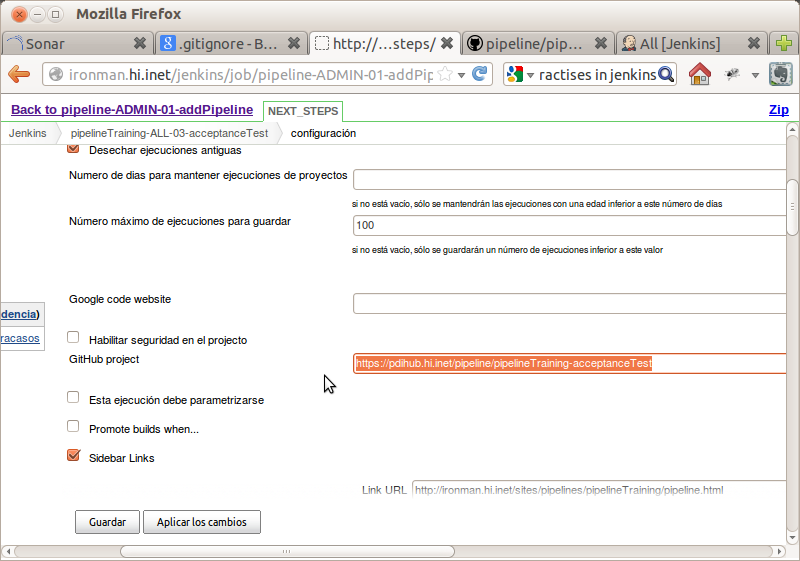 Mozilla Firefox
Sonar
.gitignore - B...
http://...steps/
pipeline/pip...
All [Jenkins]
ironman.hi.inet/jenkins/job/pipeline-ADMIN-01-addPip
ractises in jenkins
Back to pipeline-ADMIN-01-addPipeline
NEXT_STEPS
Zip
Jenkins
pipelineTraining-ALL-03-acceptanceTest
configuración
Desechar ejecuciones antiguas
Numero de dias para mantener ejecuciones de proyectos
si no está vacío, sólo se mantendrán las ejecuciones con una edad inferior a este número de días
Número máximo de ejecuciones para guardar
100
si no está vacío, sólo se guardarán un número de ejecuciones inferior a este valor
Google code website
dencia)
racasos
Habilitar seguridad en el projecto
GitHub project
https://pdihub.hi.inet/pipeline/pipelineTraining-acceptanceTest
Esta ejecución debe parametrizarse
Promote builds when...
Sidebar Links
Link URL
http://ironman.hi.inet/sites/pipelines/pipelineTraining/pipeline.html
Guardar
Aplicar los cambios